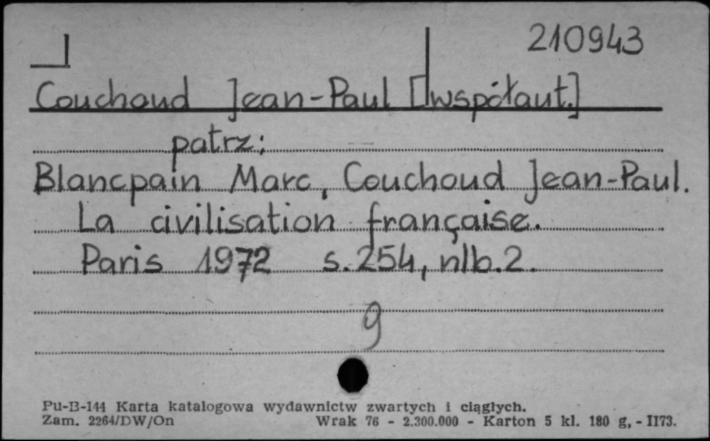 210943
Couchoud Jean-Paul [współaut.]
patrz:
Blancpain Marc, Couchoud Jean-Paul.
La civilisation française.
Paris 1972 s. 254, nlb. 2.
9
Pu-B-144 Karta katalogowa wydawnictw zwartych i ciągłych.
Zam. 2264/DW/On Wrak 76 - 2.300.000 - Karton 5 kl. 180 g, - II73.